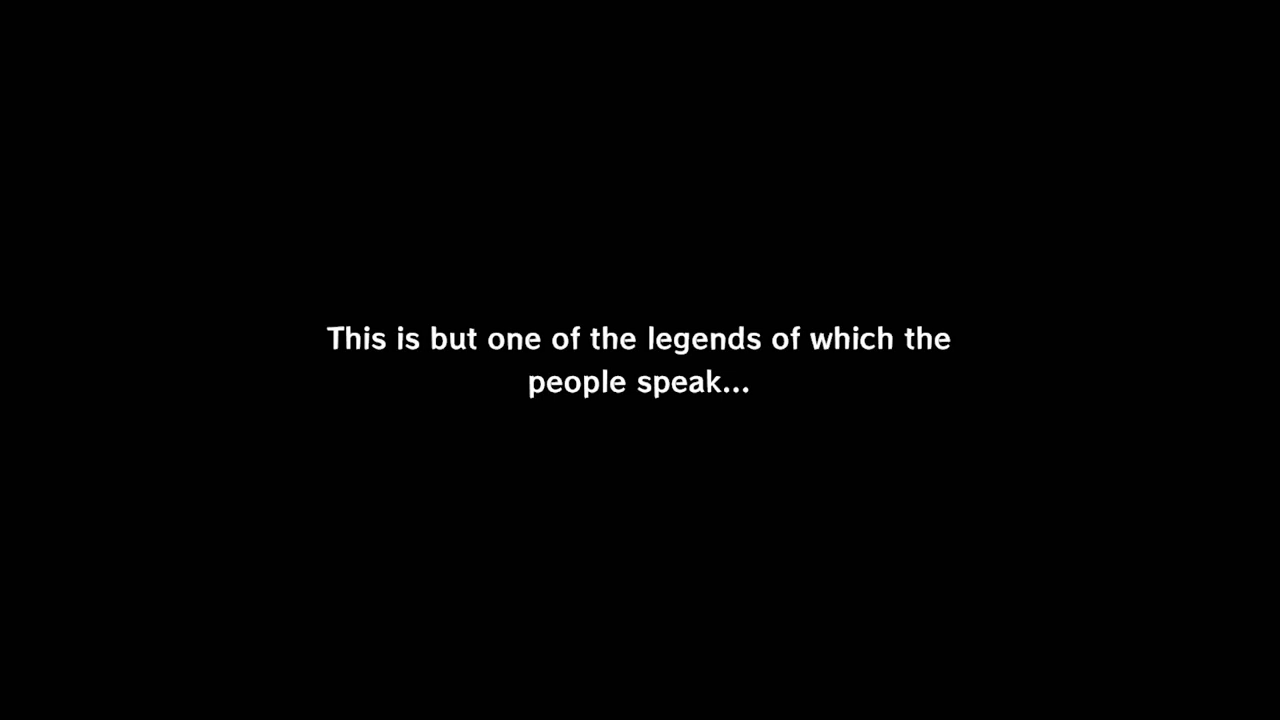 This is but one of the legends of which the
people speak...